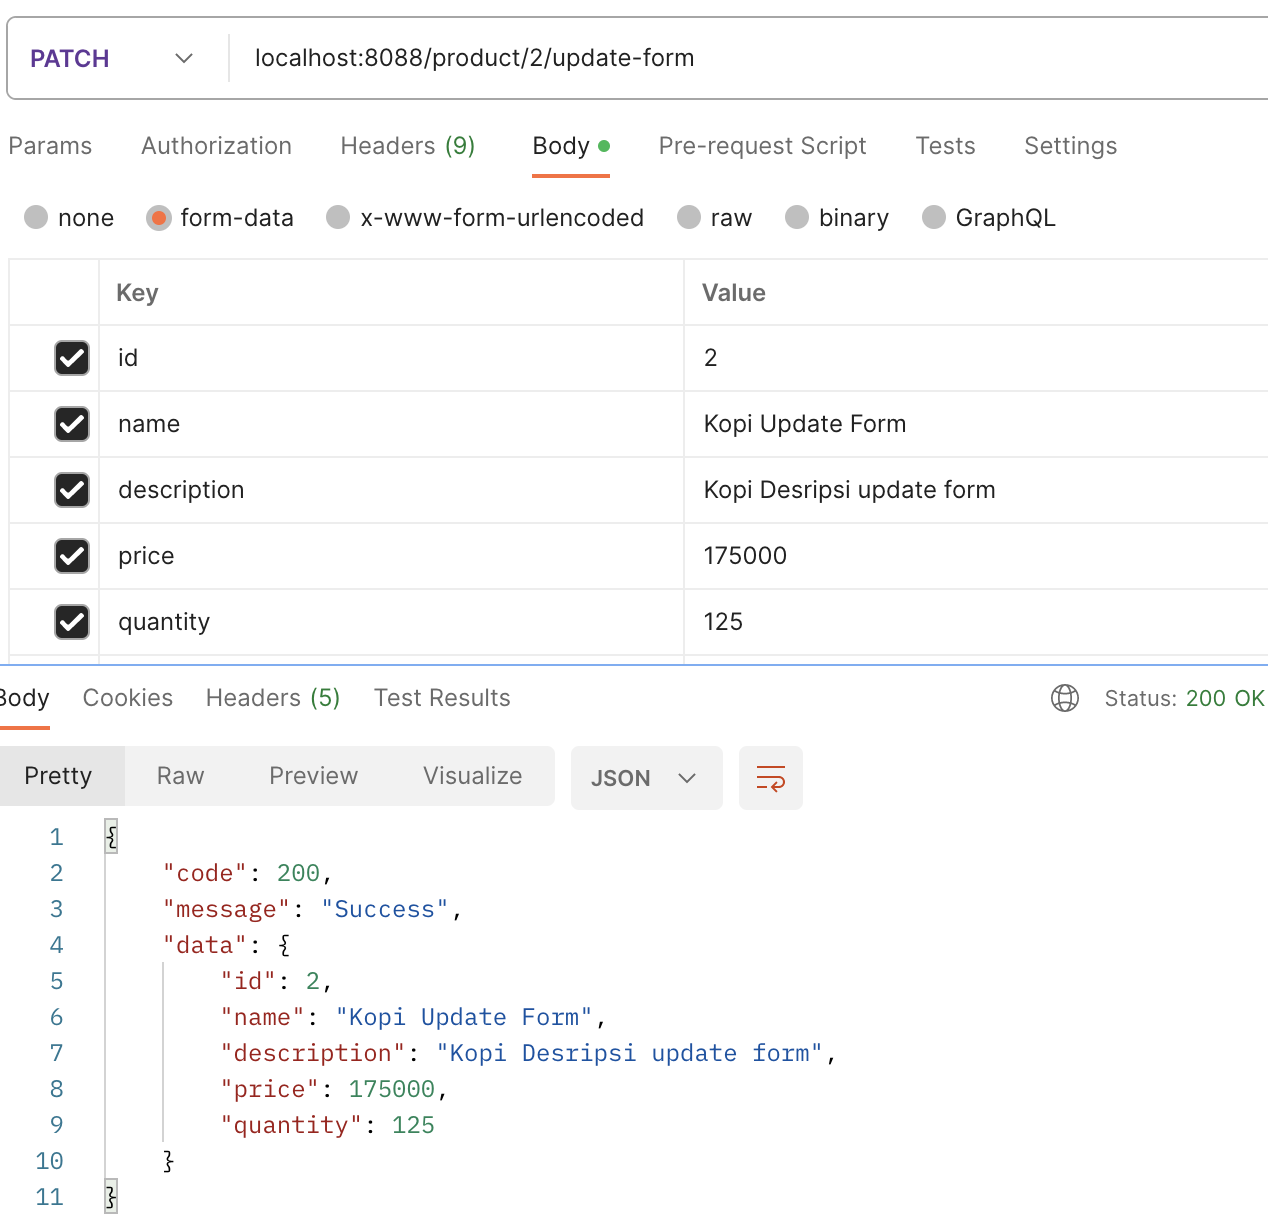 PATCH localhost:8088/product/2/update-form
Params Authorization Headers (9) Body Pre-request Script Tests Settings
none form-data x-www-form-urlencoded raw binary GraphQL
Key Value
id 2
name Kopi Update Form
description Kopi Desripsi update form
price 175000
quantity 125
Body Cookies Headers (5) Test Results Status: 200 OK
Pretty Raw Preview Visualize JSON
1 {
2 "code": 200,
3 "message": "Success",
4 "data": {
5 "id": 2,
6 "name": "Kopi Update Form",
7 "description": "Kopi Desripsi update form",
8 "price": 175000,
9 "quantity": 125
10 }
11 }